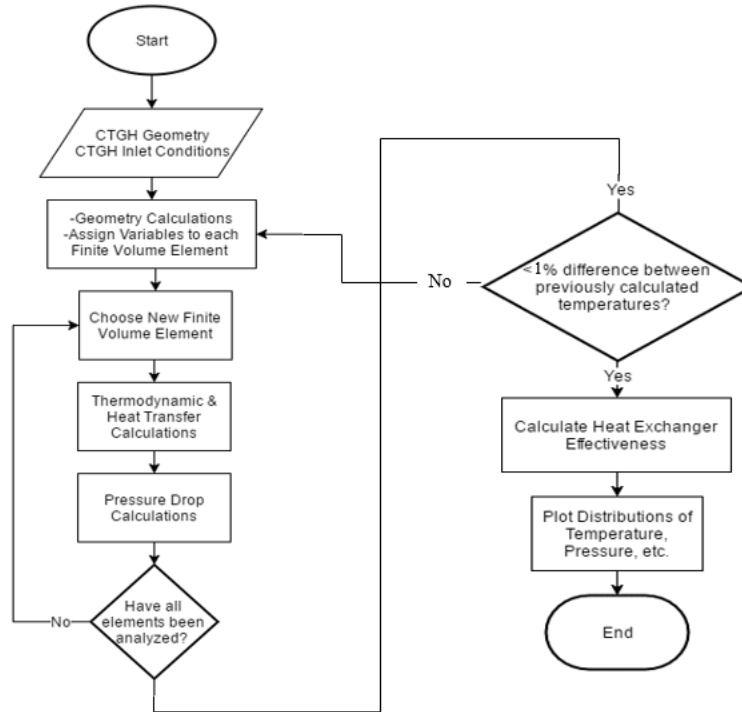 Start
CTGH Geometry
CTGH Inlet Conditions
-Geometry Calculations
-Assign Variables to each
Finite Volume Element
Choose New Finite
Volume Element
Thermodynamic &
Heat Transfer
Calculations
Pressure Drop
Calculations
Have all
elements been
analyzed?
No
Yes
<1% difference between
previously calculated
temperatures?
No
Yes
Calculate Heat Exchanger
Effectiveness
Plot Distributions of
Temperature,
Pressure, etc.
End